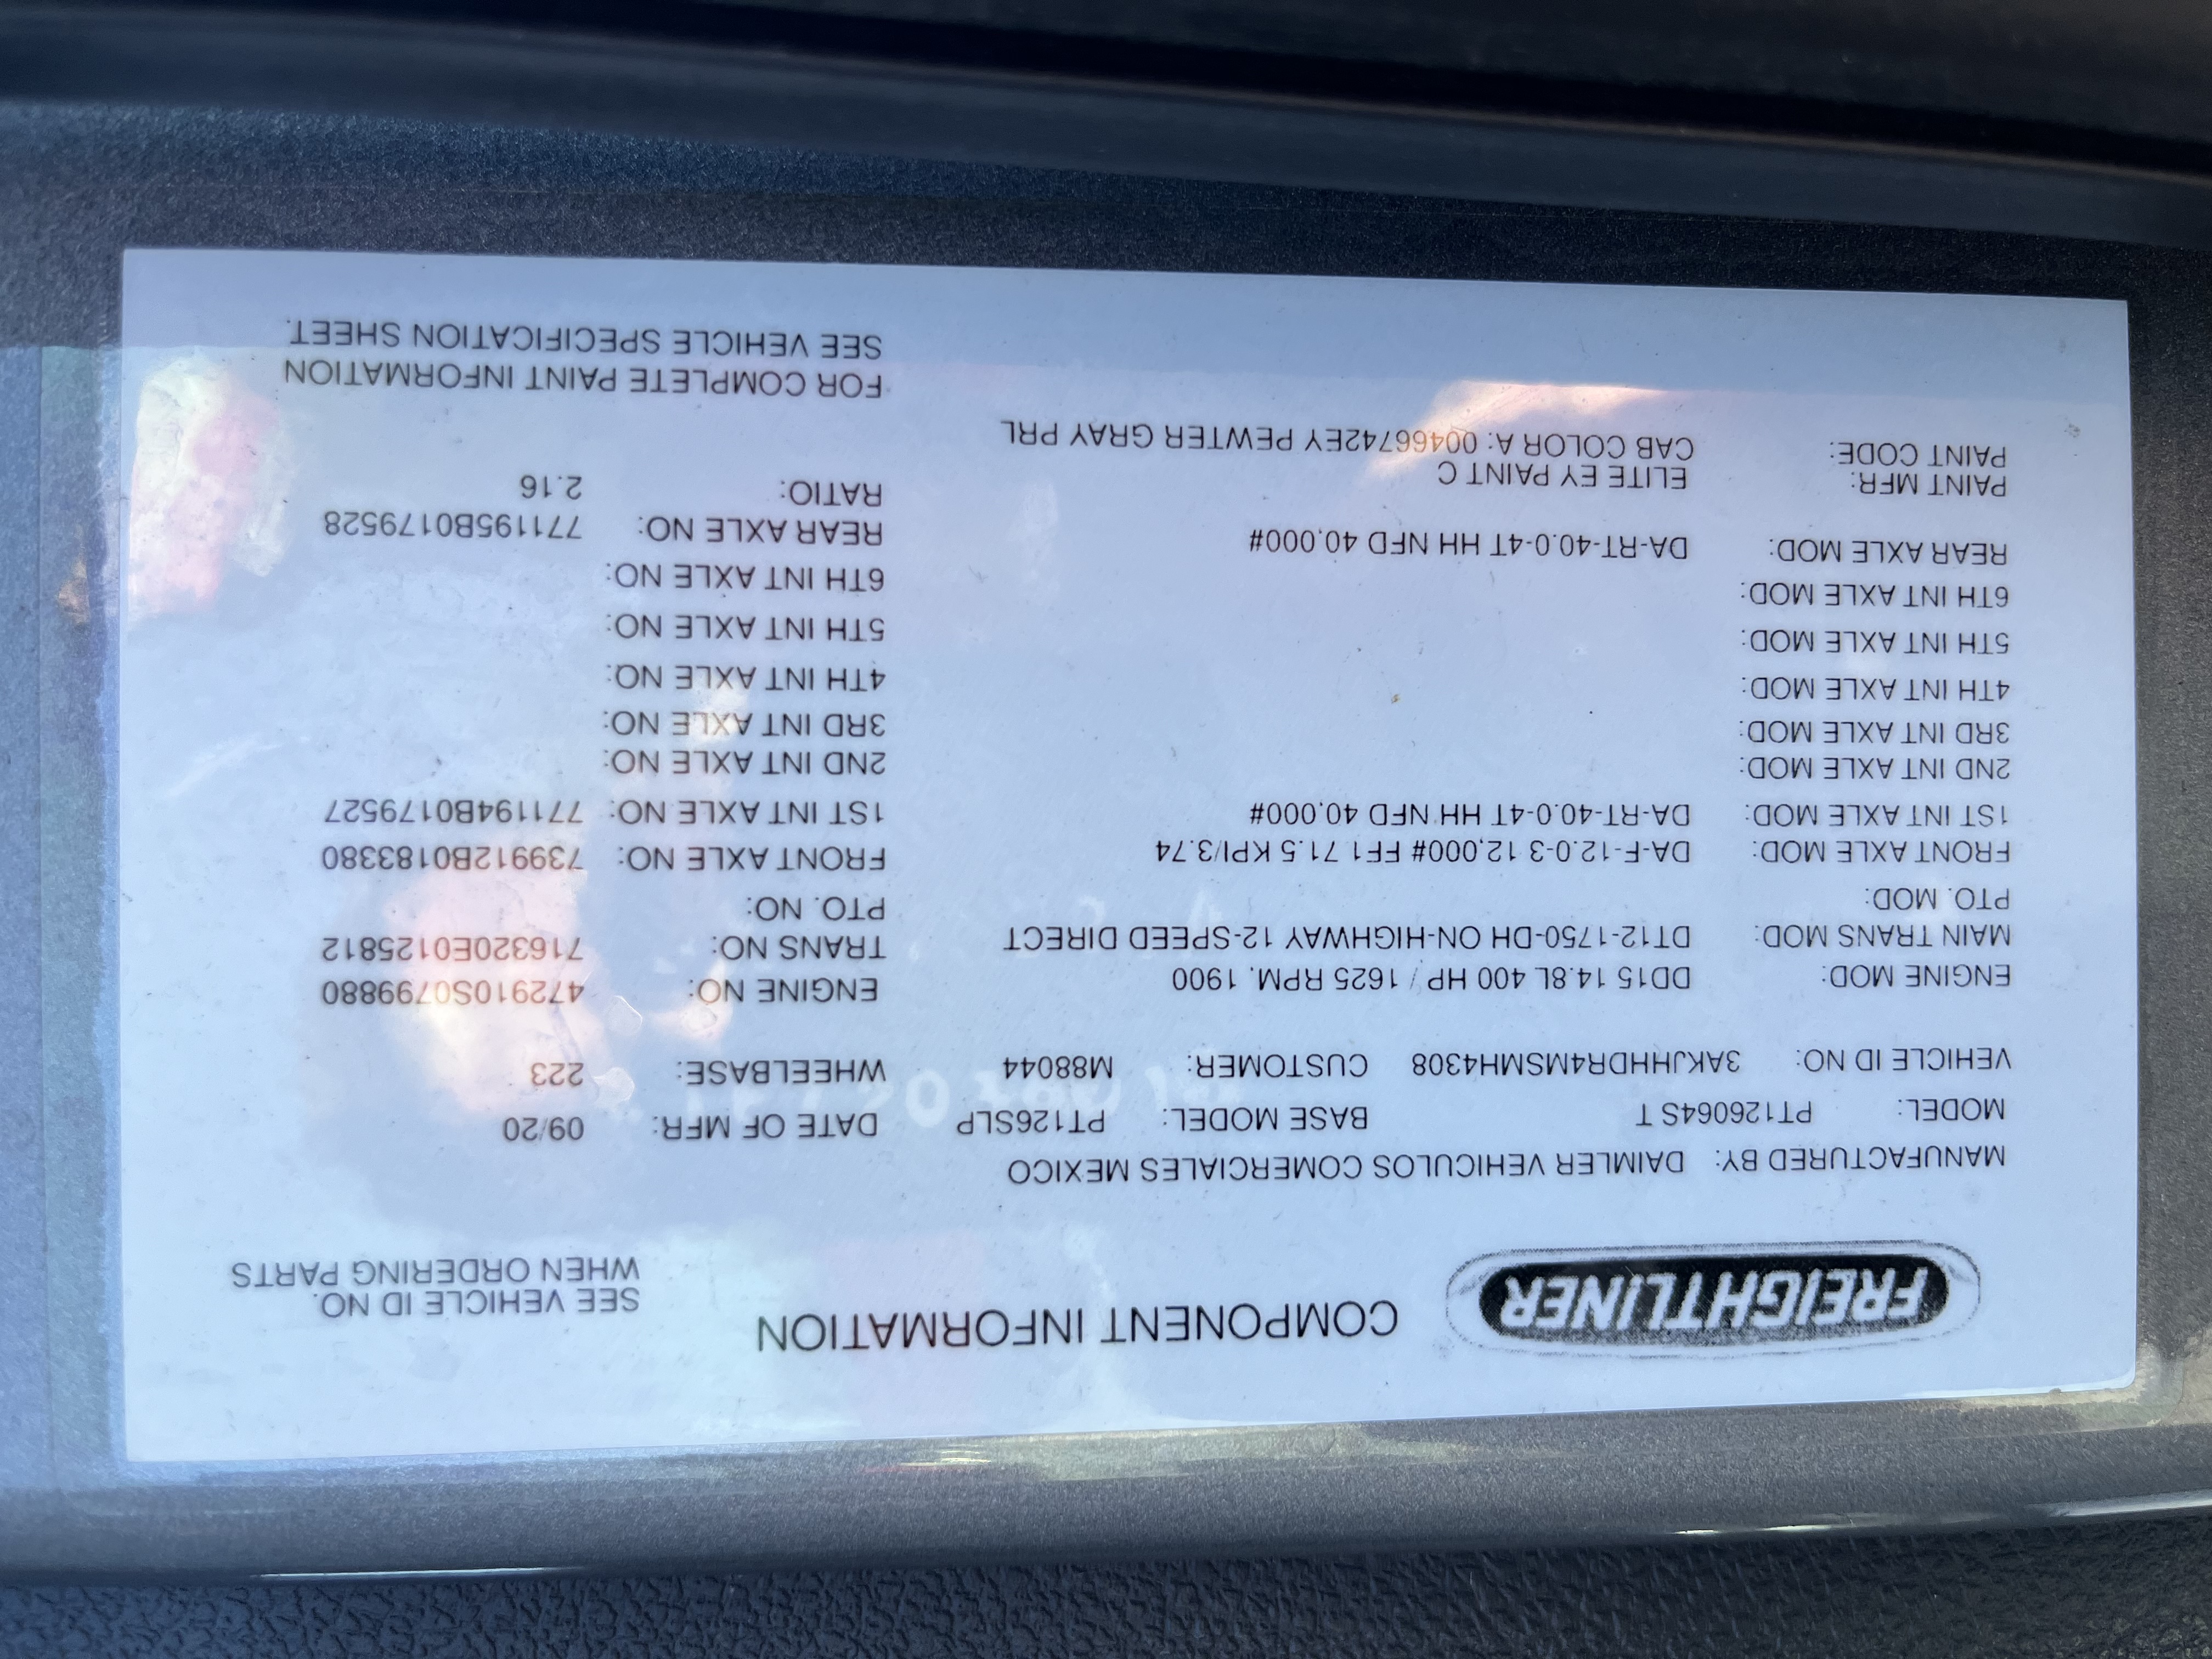 FREIGHTLINER COMPONENT INFORMATION SEE VEHICLE ID NO.
WHEN ORDERING PARTS
MANUFACTURED BY: DAIMLER VEHICULOS COMERCIALES MEXICO
MODEL: PT126064S T BASE MODEL: PT126SLP DATE OF MFR: 09/20
VEHICLE ID NO: 3AKJHHDR4MSMH4308 CUSTOMER: M88044 WHEELBASE: 223
ENGINE MOD: DD15 14.8L 400 HP / 1625 RPM, 1900 ENGINE NO: 472910S0799880
MAIN TRANS MOD: DT12-1750-DH ON-HIGHWAY 12-SPEED DIRECT TRANS NO: 716320E0125812
PTO. MOD: PTO. NO:
FRONT AXLE MOD: DA-F-12.0-3 12,000# FF1 71.5 KPI/3.74 FRONT AXLE NO: 739912B0183380
1ST INT AXLE MOD: DA-RT-40.0-4T HH NFD 40,000# 1ST INT AXLE NO: 771194B0179527
2ND INT AXLE MOD: 2ND INT AXLE NO:
3RD INT AXLE MOD: 3RD INT AXLE NO:
4TH INT AXLE MOD: 4TH INT AXLE NO:
5TH INT AXLE MOD: 5TH INT AXLE NO:
6TH INT AXLE MOD: 6TH INT AXLE NO:
REAR AXLE MOD: DA-RT-40.0-4T HH NFD 40,000# REAR AXLE NO: 771195B0179528
RATIO: 2.16
PAINT MFR: ELITE EY PAINT C
PAINT CODE: CAB COLOR A: 00466742EY PEWTER GRAY PRL
FOR COMPLETE PAINT INFORMATION
SEE VEHICLE SPECIFICATION SHEET.